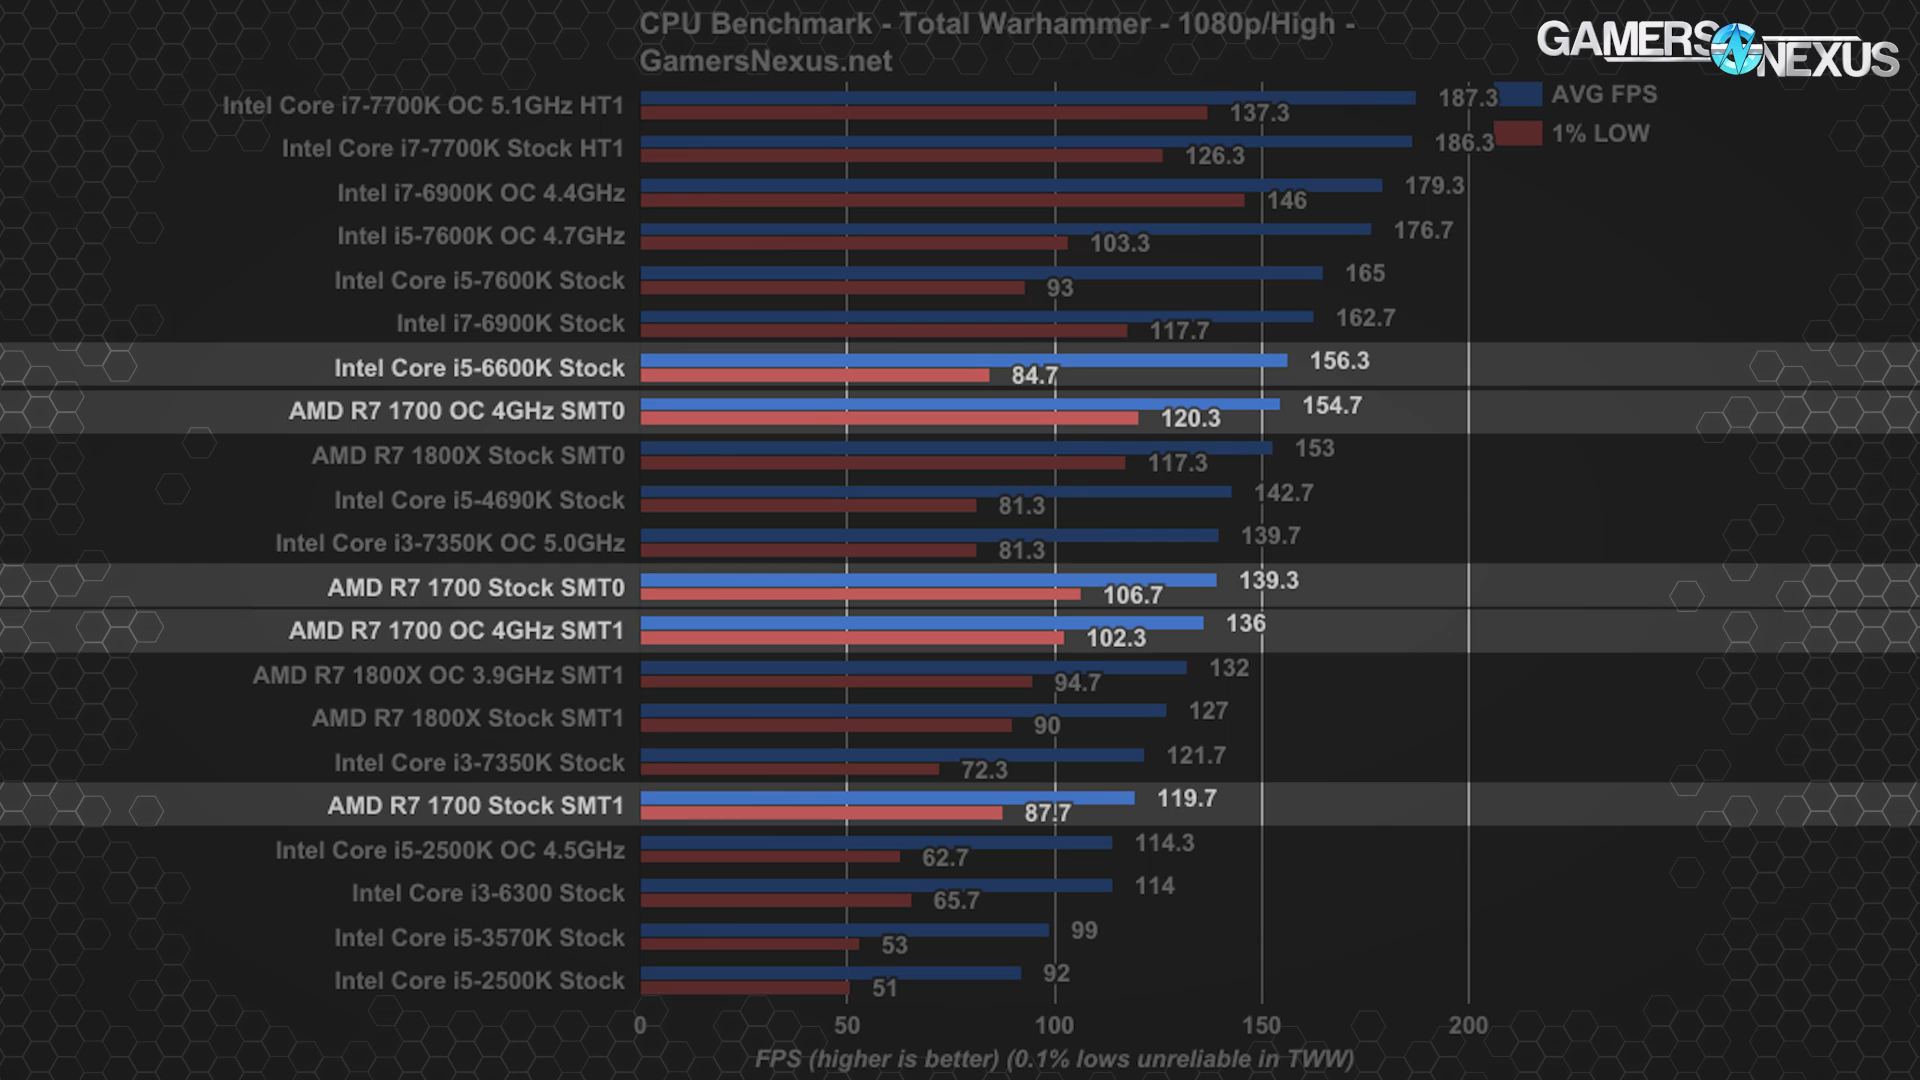 CPU Benchmark - Total Warhammer - 1080p/High -
GamersNexus.net
GAMERS NEXUS
AVG FPS
1% LOW
Intel Core i7-7700K OC 5.1GHz HT1 187.3 137.3
Intel Core i7-7700K Stock HT1 186.3 126.3
Intel i7-6900K OC 4.4GHz 179.3 146
Intel i5-7600K OC 4.7GHz 176.7 103.3
Intel Core i5-7600K Stock 165 93
Intel i7-6900K Stock 162.7 117.7
Intel Core i5-6600K Stock 156.3 84.7
AMD R7 1700 OC 4GHz SMT0 154.7 120.3
AMD R7 1800X Stock SMT0 153 117.3
Intel Core i5-4690K Stock 142.7 81.3
Intel Core i3-7350K OC 5.0GHz 139.7 81.3
AMD R7 1700 Stock SMT0 139.3 106.7
AMD R7 1700 OC 4GHz SMT1 136 102.3
AMD R7 1800X OC 3.9GHz SMT1 132 94.7
AMD R7 1800X Stock SMT1 127 90
Intel Core i3-7350K Stock 121.7 72.3
AMD R7 1700 Stock SMT1 119.7 87.7
Intel Core i5-2500K OC 4.5GHz 114.3 62.7
Intel Core i3-6300 Stock 114 65.7
Intel Core i5-3570K Stock 99 53
Intel Core i5-2500K Stock 92 51
0 50 100 150 200
FPS (higher is better) (0.1% lows unreliable in TWW)